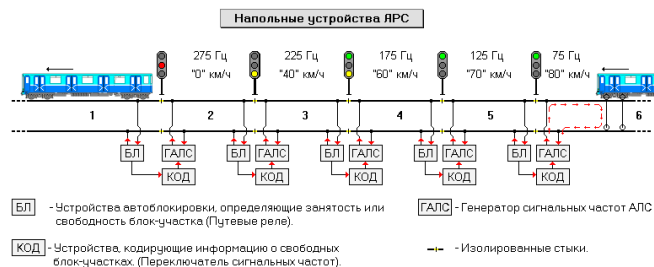 Напольные устройства АРС
275 Гц 225 Гц 175 Гц 125 Гц 75 Гц
"0" км/ч "40" км/ч "60" км/ч "70" км/ч "80" км/ч
1 2 3 4 5 6
БЛ ГАЛС БЛ ГАЛС БЛ ГАЛС БЛ ГАЛС БЛ ГАЛС
КОД КОД КОД КОД КОД
БЛ - Устройства автоблокировки, определяющие занятость или
свободность блок-участка (Путевые реле).
ГАЛС - Генератор сигнальных частот АЛС
КОД - Устройства, кодирующие информацию о свободных
блок-участках. (Переключатель сигнальных частот).
- Изолированные стыки.